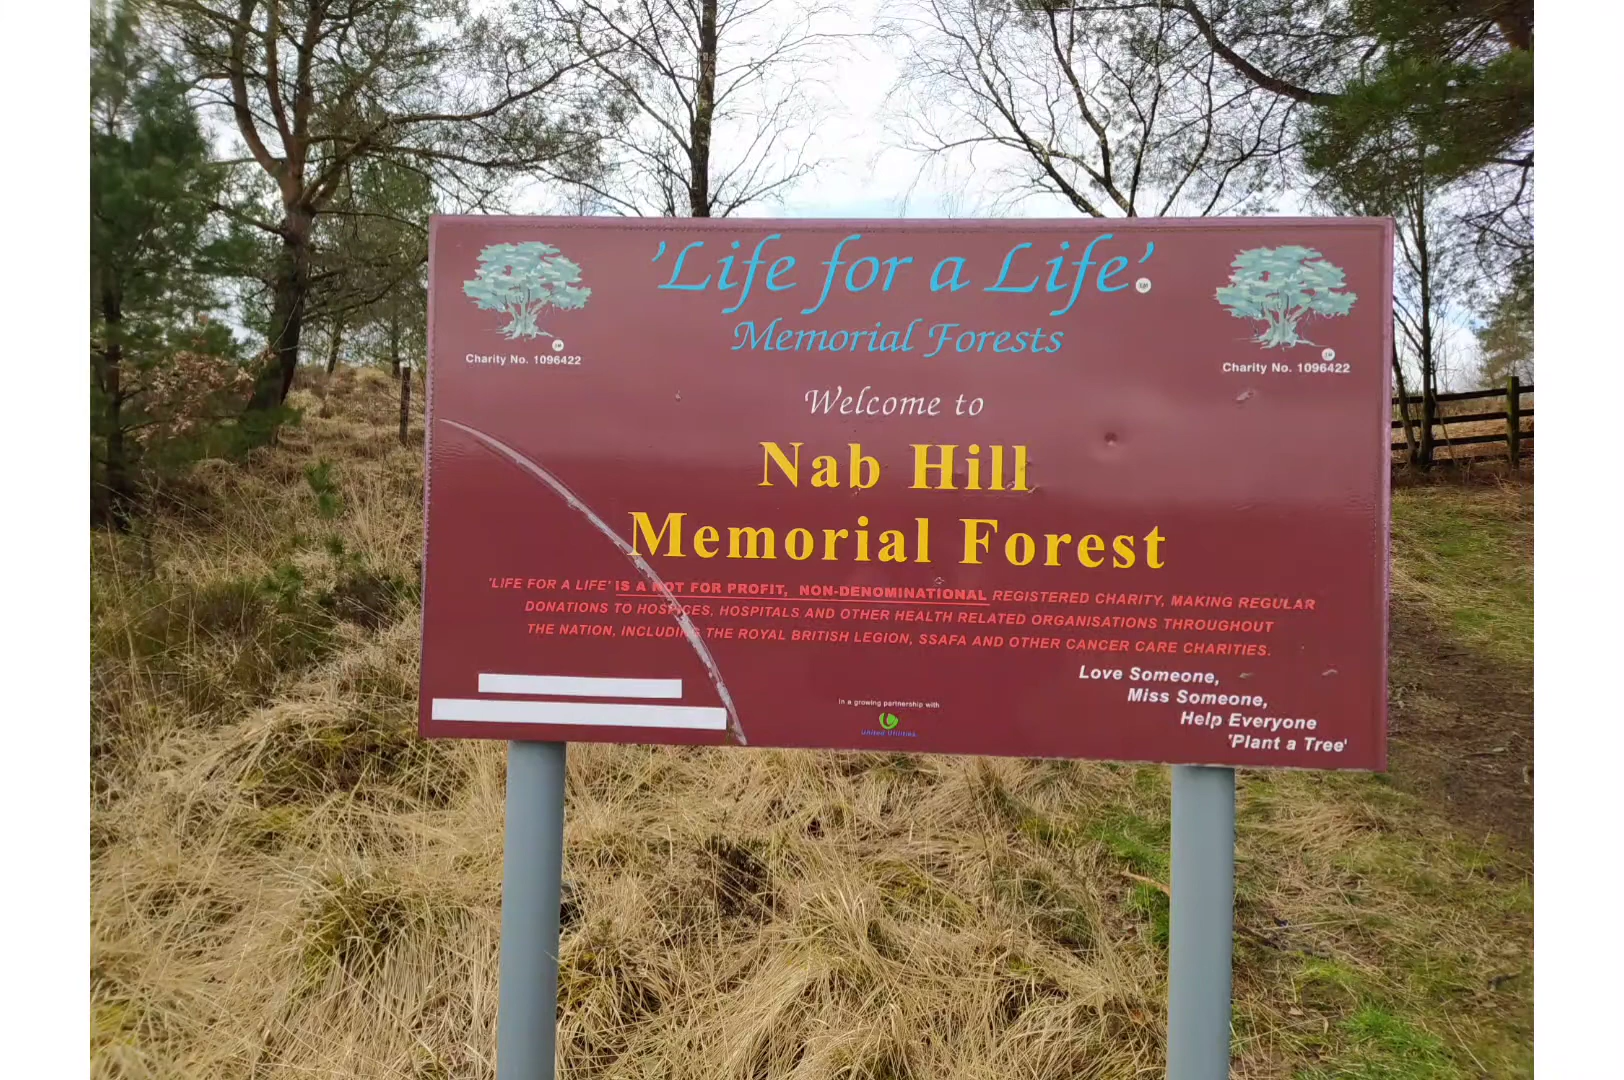 'Life for a Life'
Memorial Forests
Charity No. 1096422
Charity No. 1096422
Welcome to
Nab Hill
Memorial Forest
'LIFE FOR A LIFE' IS A NOT FOR PROFIT, NON-DENOMINATIONAL REGISTERED CHARITY, MAKING REGULAR
DONATIONS TO HOSPICES, HOSPITALS AND OTHER HEALTH RELATED ORGANISATIONS THROUGHOUT
THE NATION, INCLUDING THE ROYAL BRITISH LEGION, SSAFA AND OTHER CANCER CARE CHARITIES.
Love Someone,
Miss Someone,
Help Everyone
'Plant a Tree'
In a growing partnership with
United Utilities